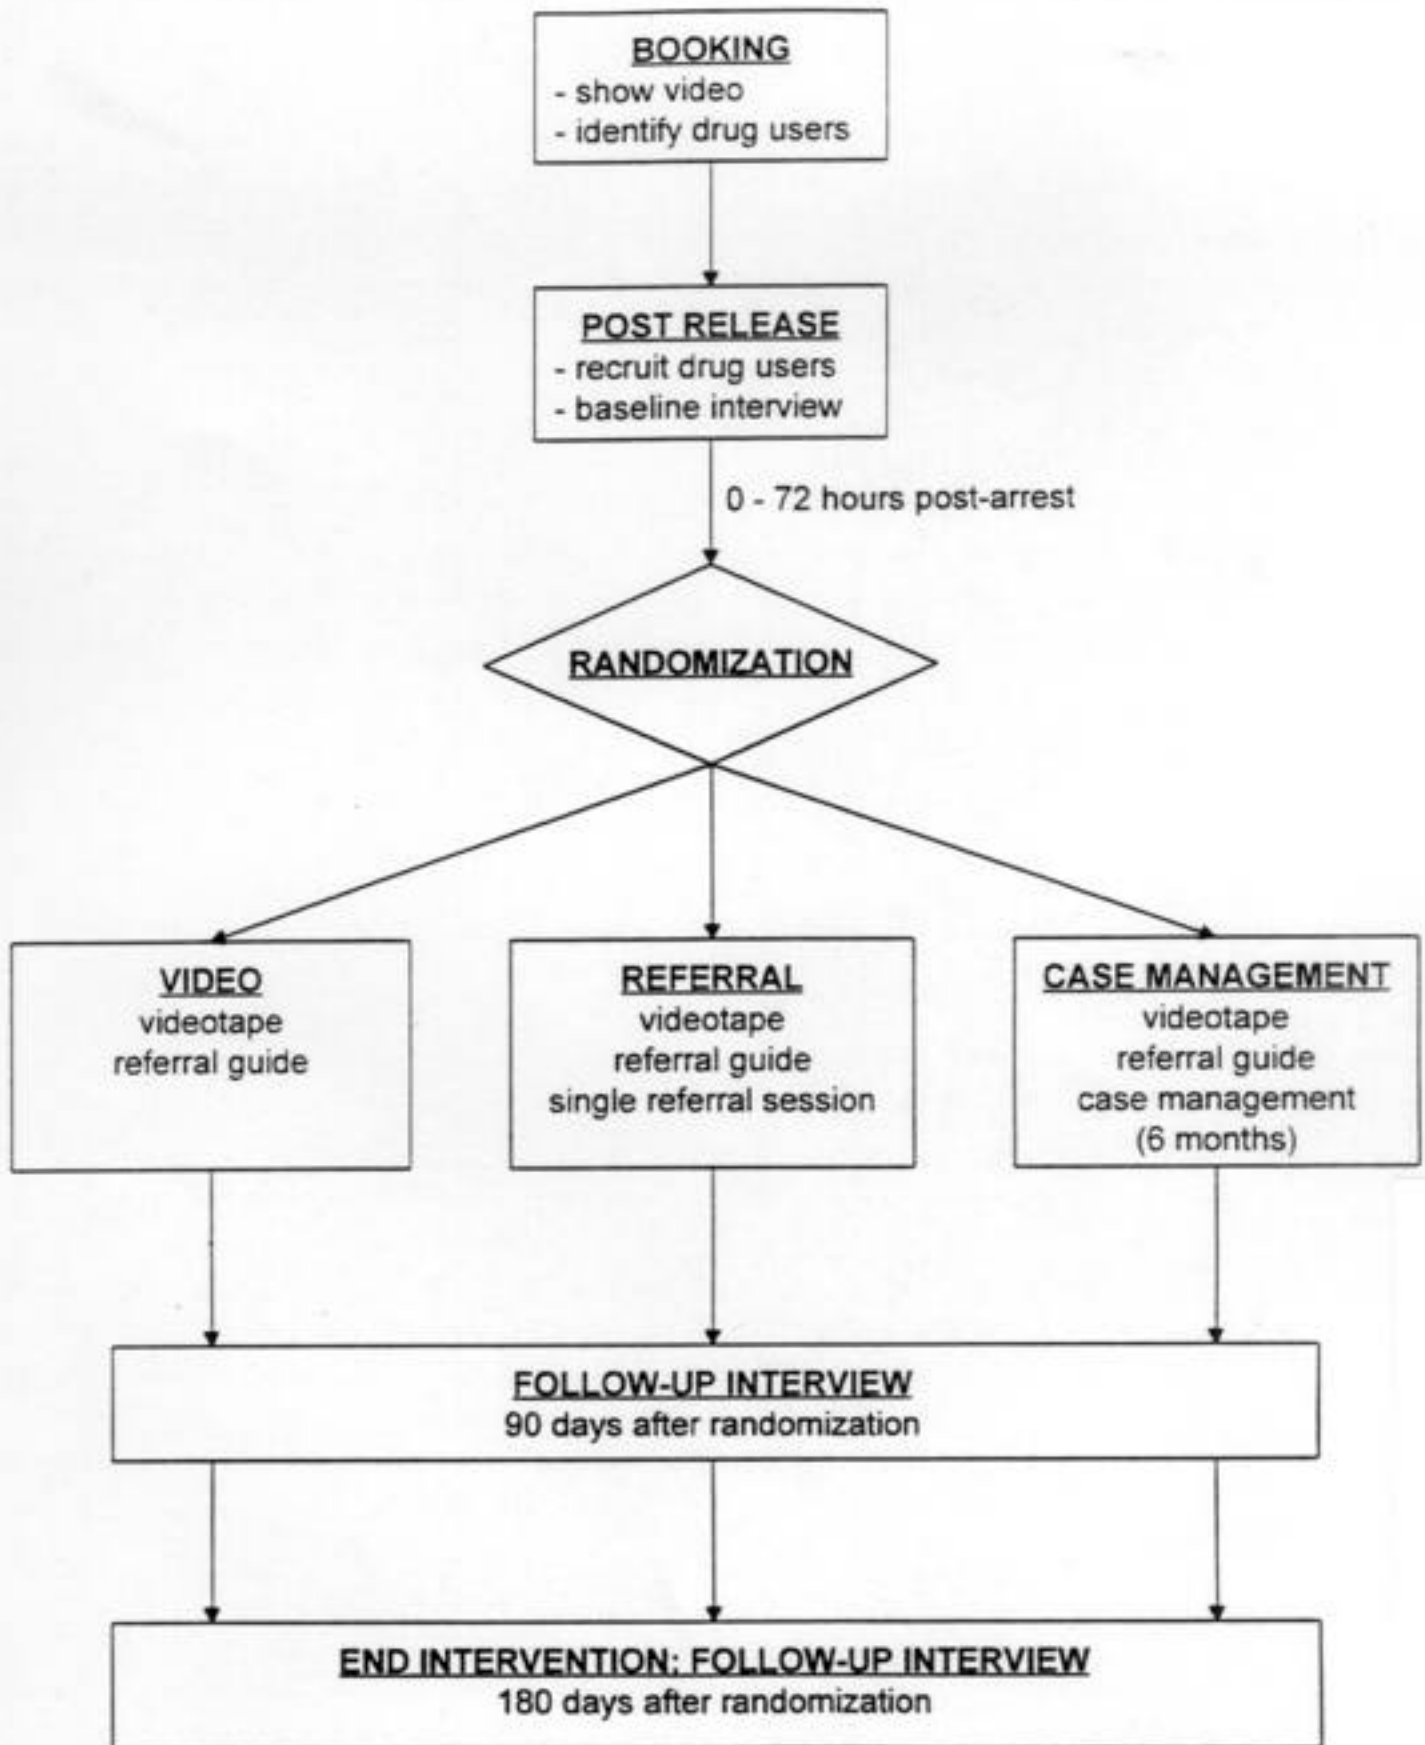 BOOKING
- show video
- identify drug users
POST RELEASE
- recruit drug users
- baseline interview
0 - 72 hours post-arrest
RANDOMIZATION
VIDEO
videotape
referral guide
REFERRAL
videotape
referral guide
single referral session
CASE MANAGEMENT
videotape
referral guide
case management
(6 months)
FOLLOW-UP INTERVIEW
90 days after randomization
END INTERVENTION; FOLLOW-UP INTERVIEW
180 days after randomization